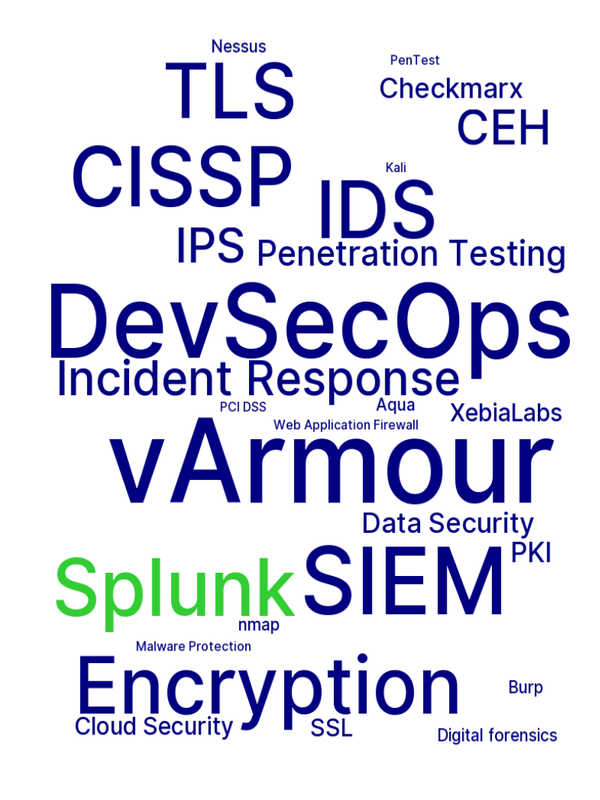 Nessus
PenTest
TLS
Checkmarx
CEH
CISSP
Kali
IDS
IPS
Penetration Testing
DevSecOps
Incident Response
PCI DSS
Aqua
XebiaLabs
Web Application Firewall
vArmour
Data Security
Splunk
SIEM
PKI
nmap
Malware Protection
Encryption
Burp
Cloud Security
SSL
Digital forensics